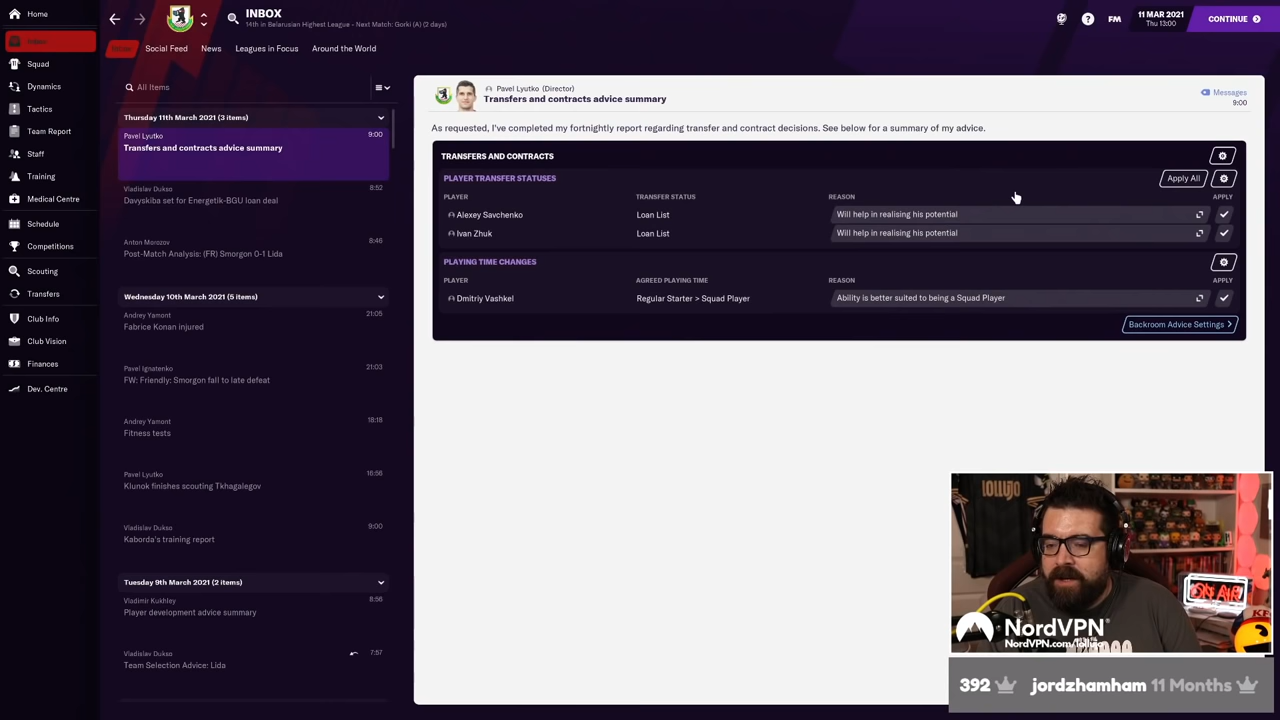 Home
INBOX
14th in Belarusian Highest League - Next Match: Gorki (A) (2 days)
FM
11 MAR 2021
Thu 13:00
CONTINUE
Inbox
Social Feed
News
Leagues in Focus
Around the World
Squad
Dynamics
Tactics
Team Report
Staff
Training
Medical Centre
Schedule
Competitions
Scouting
Transfers
Club Info
Club Vision
Finances
Dev. Centre
All Items
Thursday 11th March 2021 (3 items)
Pavel Lyutko 9:00
Transfers and contracts advice summary
Vladislav Dukso 8:52
Davyskiba set for Energetik-BGU loan deal
Anton Morozov 8:46
Post-Match Analysis: (FR) Smorgon 0-1 Lida
Wednesday 10th March 2021 (5 items)
Andrey Yamont 21:05
Fabrice Konan injured
Pavel Ignatenko 21:03
FW: Friendly: Smorgon fall to late defeat
Andrey Yamont 18:18
Fitness tests
Pavel Lyutko 16:56
Klunok finishes scouting Tkhagalegov
Vladislav Dukso 9:00
Kaborda's training report
Tuesday 9th March 2021 (2 items)
Vladimir Kukhley 8:56
Player development advice summary
Vladislav Dukso 7:57
Team Selection Advice: Lida
Pavel Lyutko (Director)
Transfers and contracts advice summary
Messages
9:00
As requested, I've completed my fortnightly report regarding transfer and contract decisions. See below for a summary of my advice.
TRANSFERS AND CONTRACTS
PLAYER TRANSFER STATUSES
Apply All
PLAYER TRANSFER STATUS REASON APPLY
Alexey Savchenko Loan List Will help in realising his potential
Ivan Zhuk Loan List Will help in realising his potential
PLAYING TIME CHANGES
PLAYER AGREED PLAYING TIME REASON APPLY
Dmitriy Vashkel Regular Starter > Squad Player Ability is better suited to being a Squad Player
Backroom Advice Settings
lollujo
ON AIR
NordVPN®
NordVPN.com/lollujo
392 jordzhamham 11 Months